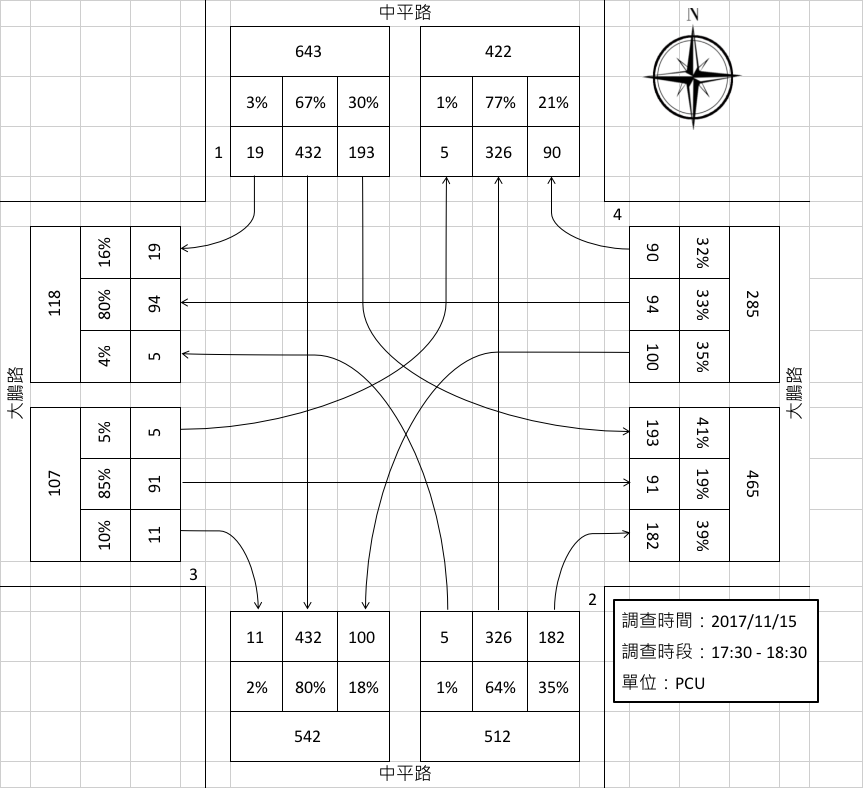 中平路
N
643
422
3% 67% 30%
1% 77% 21%
1
19 432 193
5 326 90
4
118
16% 19
80% 94
4% 5
90 32%
94 33%
100 35%
285
大鵬路
大鵬路
107
5% 5
85% 91
10% 11
193 41%
91 19%
182 39%
465
3
2
11 432 100
5 326 182
2% 80% 18%
1% 64% 35%
542
512
中平路
調查時間：2017/11/15
調查時段：17:30 - 18:30
單位：PCU